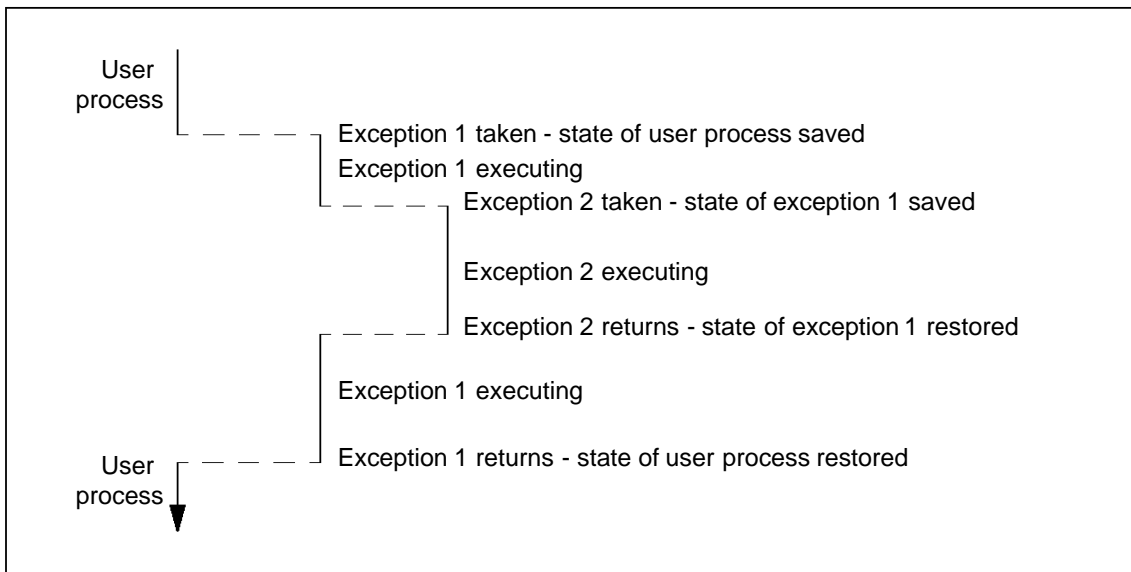 User
process
Exception 1 taken - state of user process saved
Exception 1 executing
Exception 2 taken - state of exception 1 saved
Exception 2 executing
Exception 2 returns - state of exception 1 restored
Exception 1 executing
Exception 1 returns - state of user process restored
User
process